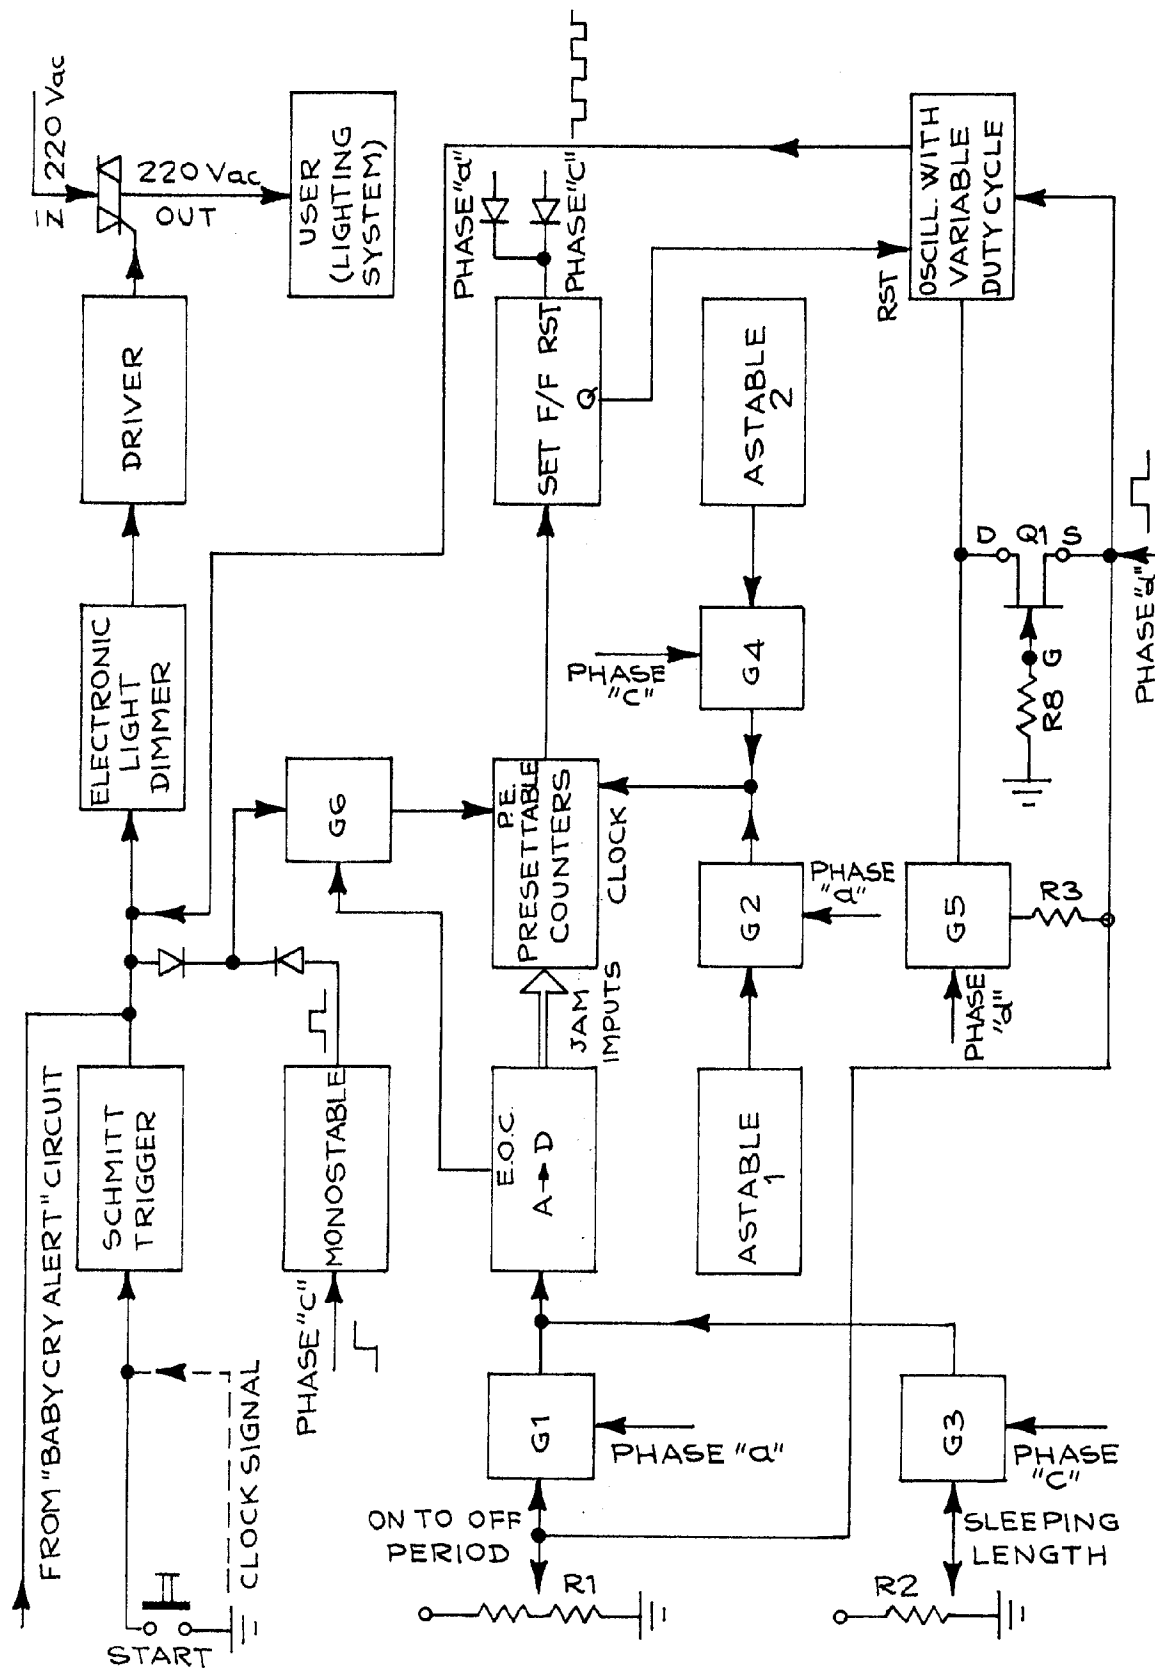 FROM "BABY CRY ALERT" CIRCUIT
START
CLOCK SIGNAL
SCHMITT
TRIGGER
ELECTRONIC
LIGHT
DIMMER
DRIVER
Z̅ 220 Vac
220 Vac
OUT
USER
(LIGHTING
SYSTEM)
PHASE "C"
MONOSTABLE
G6
ON TO OFF
PERIOD
R1
G1
PHASE "a"
E.O.C.
A→D
JAM
IMPUTS
P.E.
PRESETTABLE
COUNTERS
CLOCK
SET F/F RST
Q
PHASE "a"
PHASE "C"
ASTABLE
1
G2
PHASE
"a"
G4
PHASE
"C"
ASTABLE
2
R2
SLEEPING
LENGTH
G3
PHASE
"C"
PHASE
"d"
G5
R3
R8
G
D
Q1
S
PHASE "d"
RST
OSCILL. WITH
VARIABLE
DUTY CYCLE